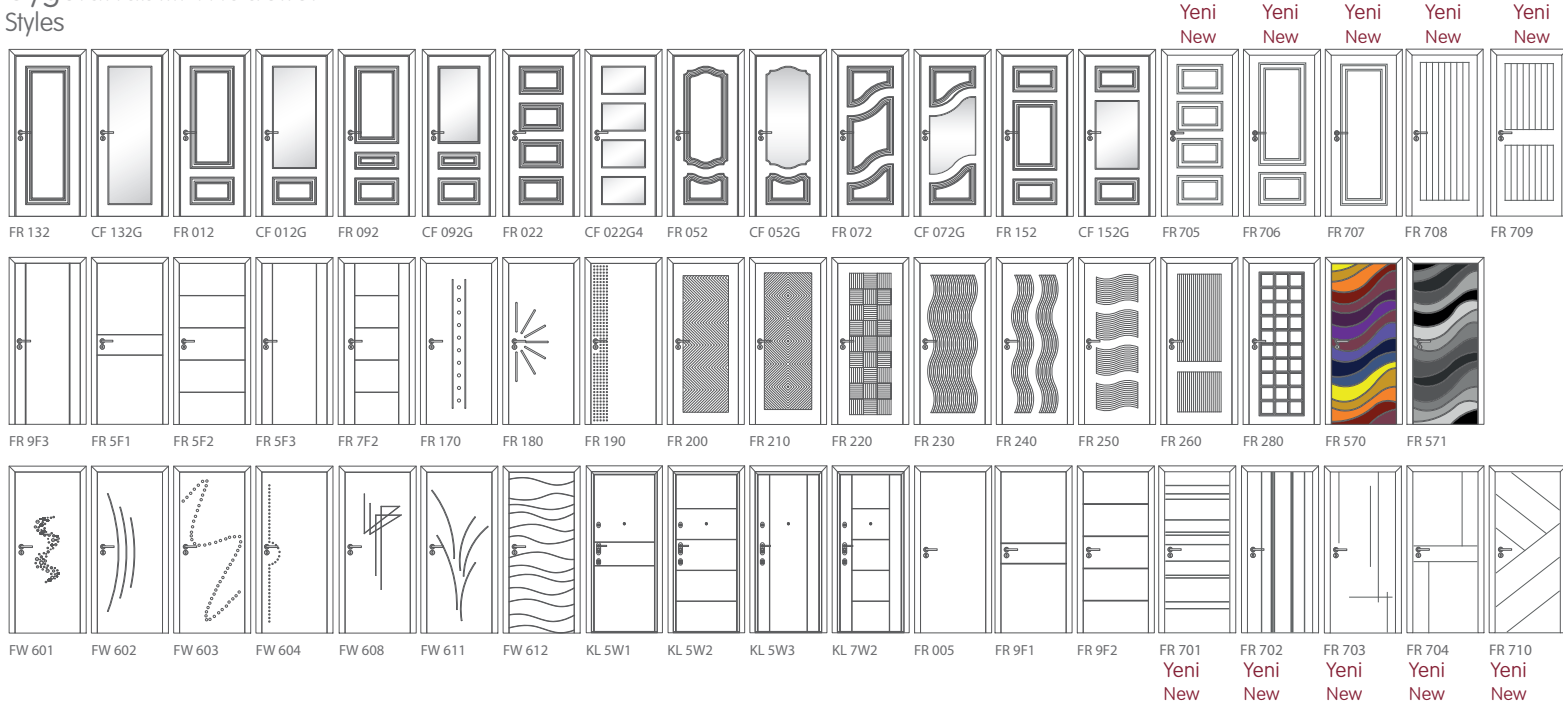 Styles
Yeni Yeni Yeni Yeni Yeni
New New New New New
FR 132 CF 132G FR 012 CF 012G FR 092 CF 092G FR 022 CF 022G4 FR 052 CF 052G FR 072 CF 072G FR 152 CF 152G FR 705 FR 706 FR 707 FR 708 FR 709
FR 9F3 FR 5F1 FR 5F2 FR 5F3 FR 7F2 FR 170 FR 180 FR 190 FR 200 FR 210 FR 220 FR 230 FR 240 FR 250 FR 260 FR 280 FR 570 FR 571
FW 601 FW 602 FW 603 FW 604 FW 608 FW 611 FW 612 KL 5W1 KL 5W2 KL 5W3 KL 7W2 FR 005 FR 9F1 FR 9F2 FR 701 FR 702 FR 703 FR 704 FR 710
Yeni Yeni Yeni Yeni Yeni
New New New New New